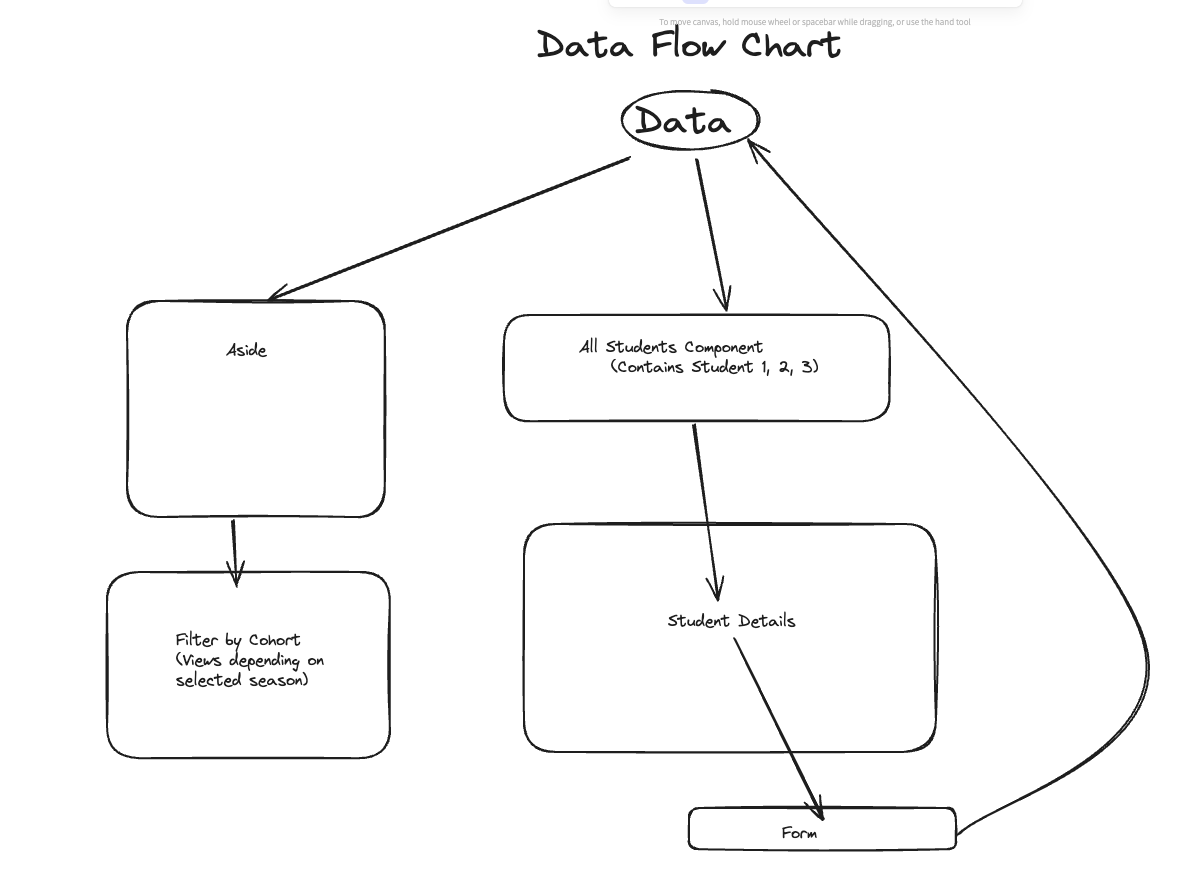 To move canvas, hold mouse wheel or spacebar while dragging, or use the hand tool
Data Flow Chart
Data
Aside
All Students Component
(Contains Student 1, 2, 3)
Student Details
Filter by Cohort
(Views depending on
selected season)
Form